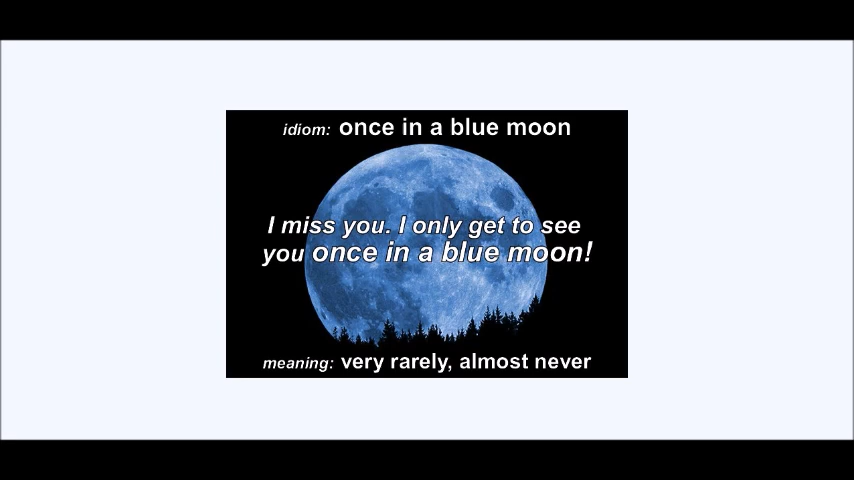 idiom: once in a blue moon
I miss you. I only get to see
you once in a blue moon!
meaning: very rarely, almost never